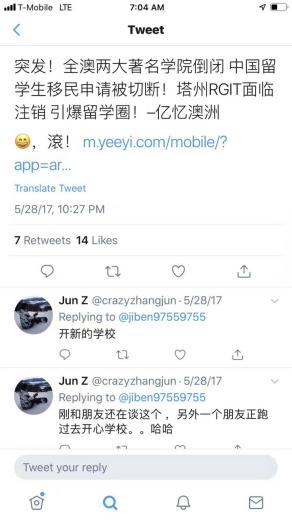 T-Mobile LTE
7:04 AM
Tweet
突发！全澳两大著名学院倒闭 中国留
学生移民申请被切断！塔州RGIT面临
注销 引爆留学圈！–亿忆澳洲
😄，滚！ m.yeeyi.com/mobile/?
app=ar...
Translate Tweet
5/28/17, 10:27 PM
7 Retweets 14 Likes
Jun Z @crazyzhangjun · 5/28/17
Replying to @jiben97559755
开新的学校
Jun Z @crazyzhangjun · 5/28/17
Replying to @jiben97559755
刚和朋友还在谈这个，另外一个朋友正跑
过去开心学校。。哈哈
Tweet your reply